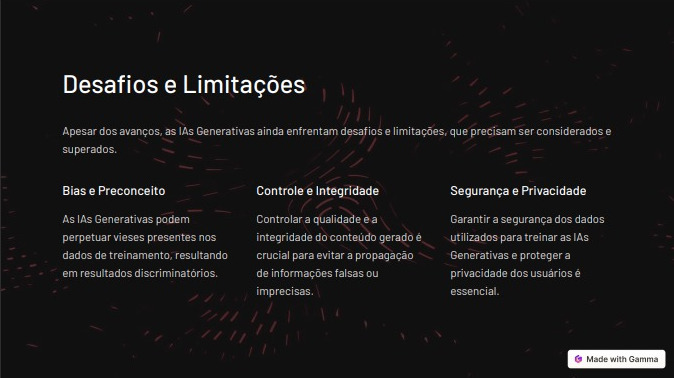 Desafios e Limitações
Apesar dos avanços, as IAs Generativas ainda enfrentam desafios e limitações, que precisam ser considerados e
superados.
Bias e Preconceito
As IAs Generativas podem
perpetuar vieses presentes nos
dados de treinamento, resultando
em resultados discriminatórios.
Controle e Integridade
Controlar a qualidade e a
integridade do conteúdo gerado é
crucial para evitar a propagação
de informações falsas ou
imprecisas.
Segurança e Privacidade
Garantir a segurança dos dados
utilizados para treinar as IAs
Generativas e proteger a
privacidade dos usuários é
essencial.
Made with Gamma